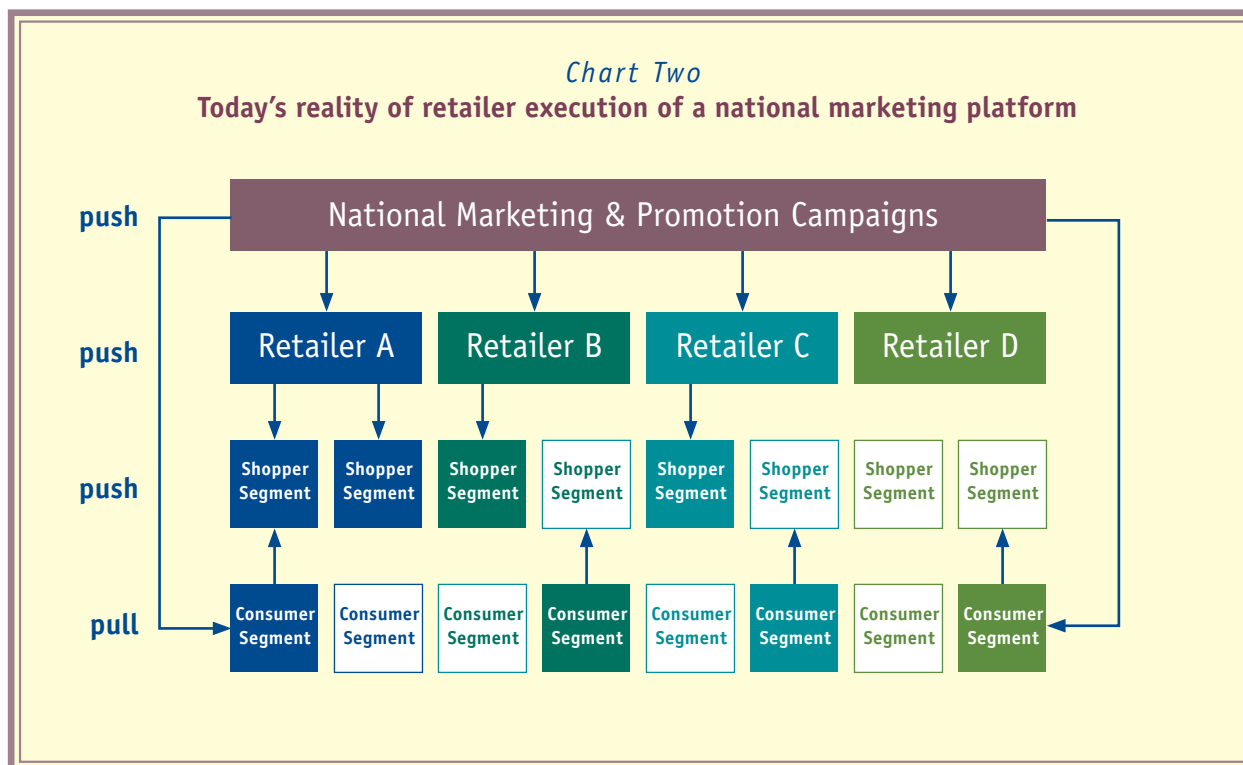 Chart Two
Today's reality of retailer execution of a national marketing platform
push
National Marketing & Promotion Campaigns
push
Retailer A
Retailer B
Retailer C
Retailer D
push
Shopper
Segment
Shopper
Segment
Shopper
Segment
Shopper
Segment
Shopper
Segment
Shopper
Segment
Shopper
Segment
Shopper
Segment
pull
Consumer
Segment
Consumer
Segment
Consumer
Segment
Consumer
Segment
Consumer
Segment
Consumer
Segment
Consumer
Segment
Consumer
Segment